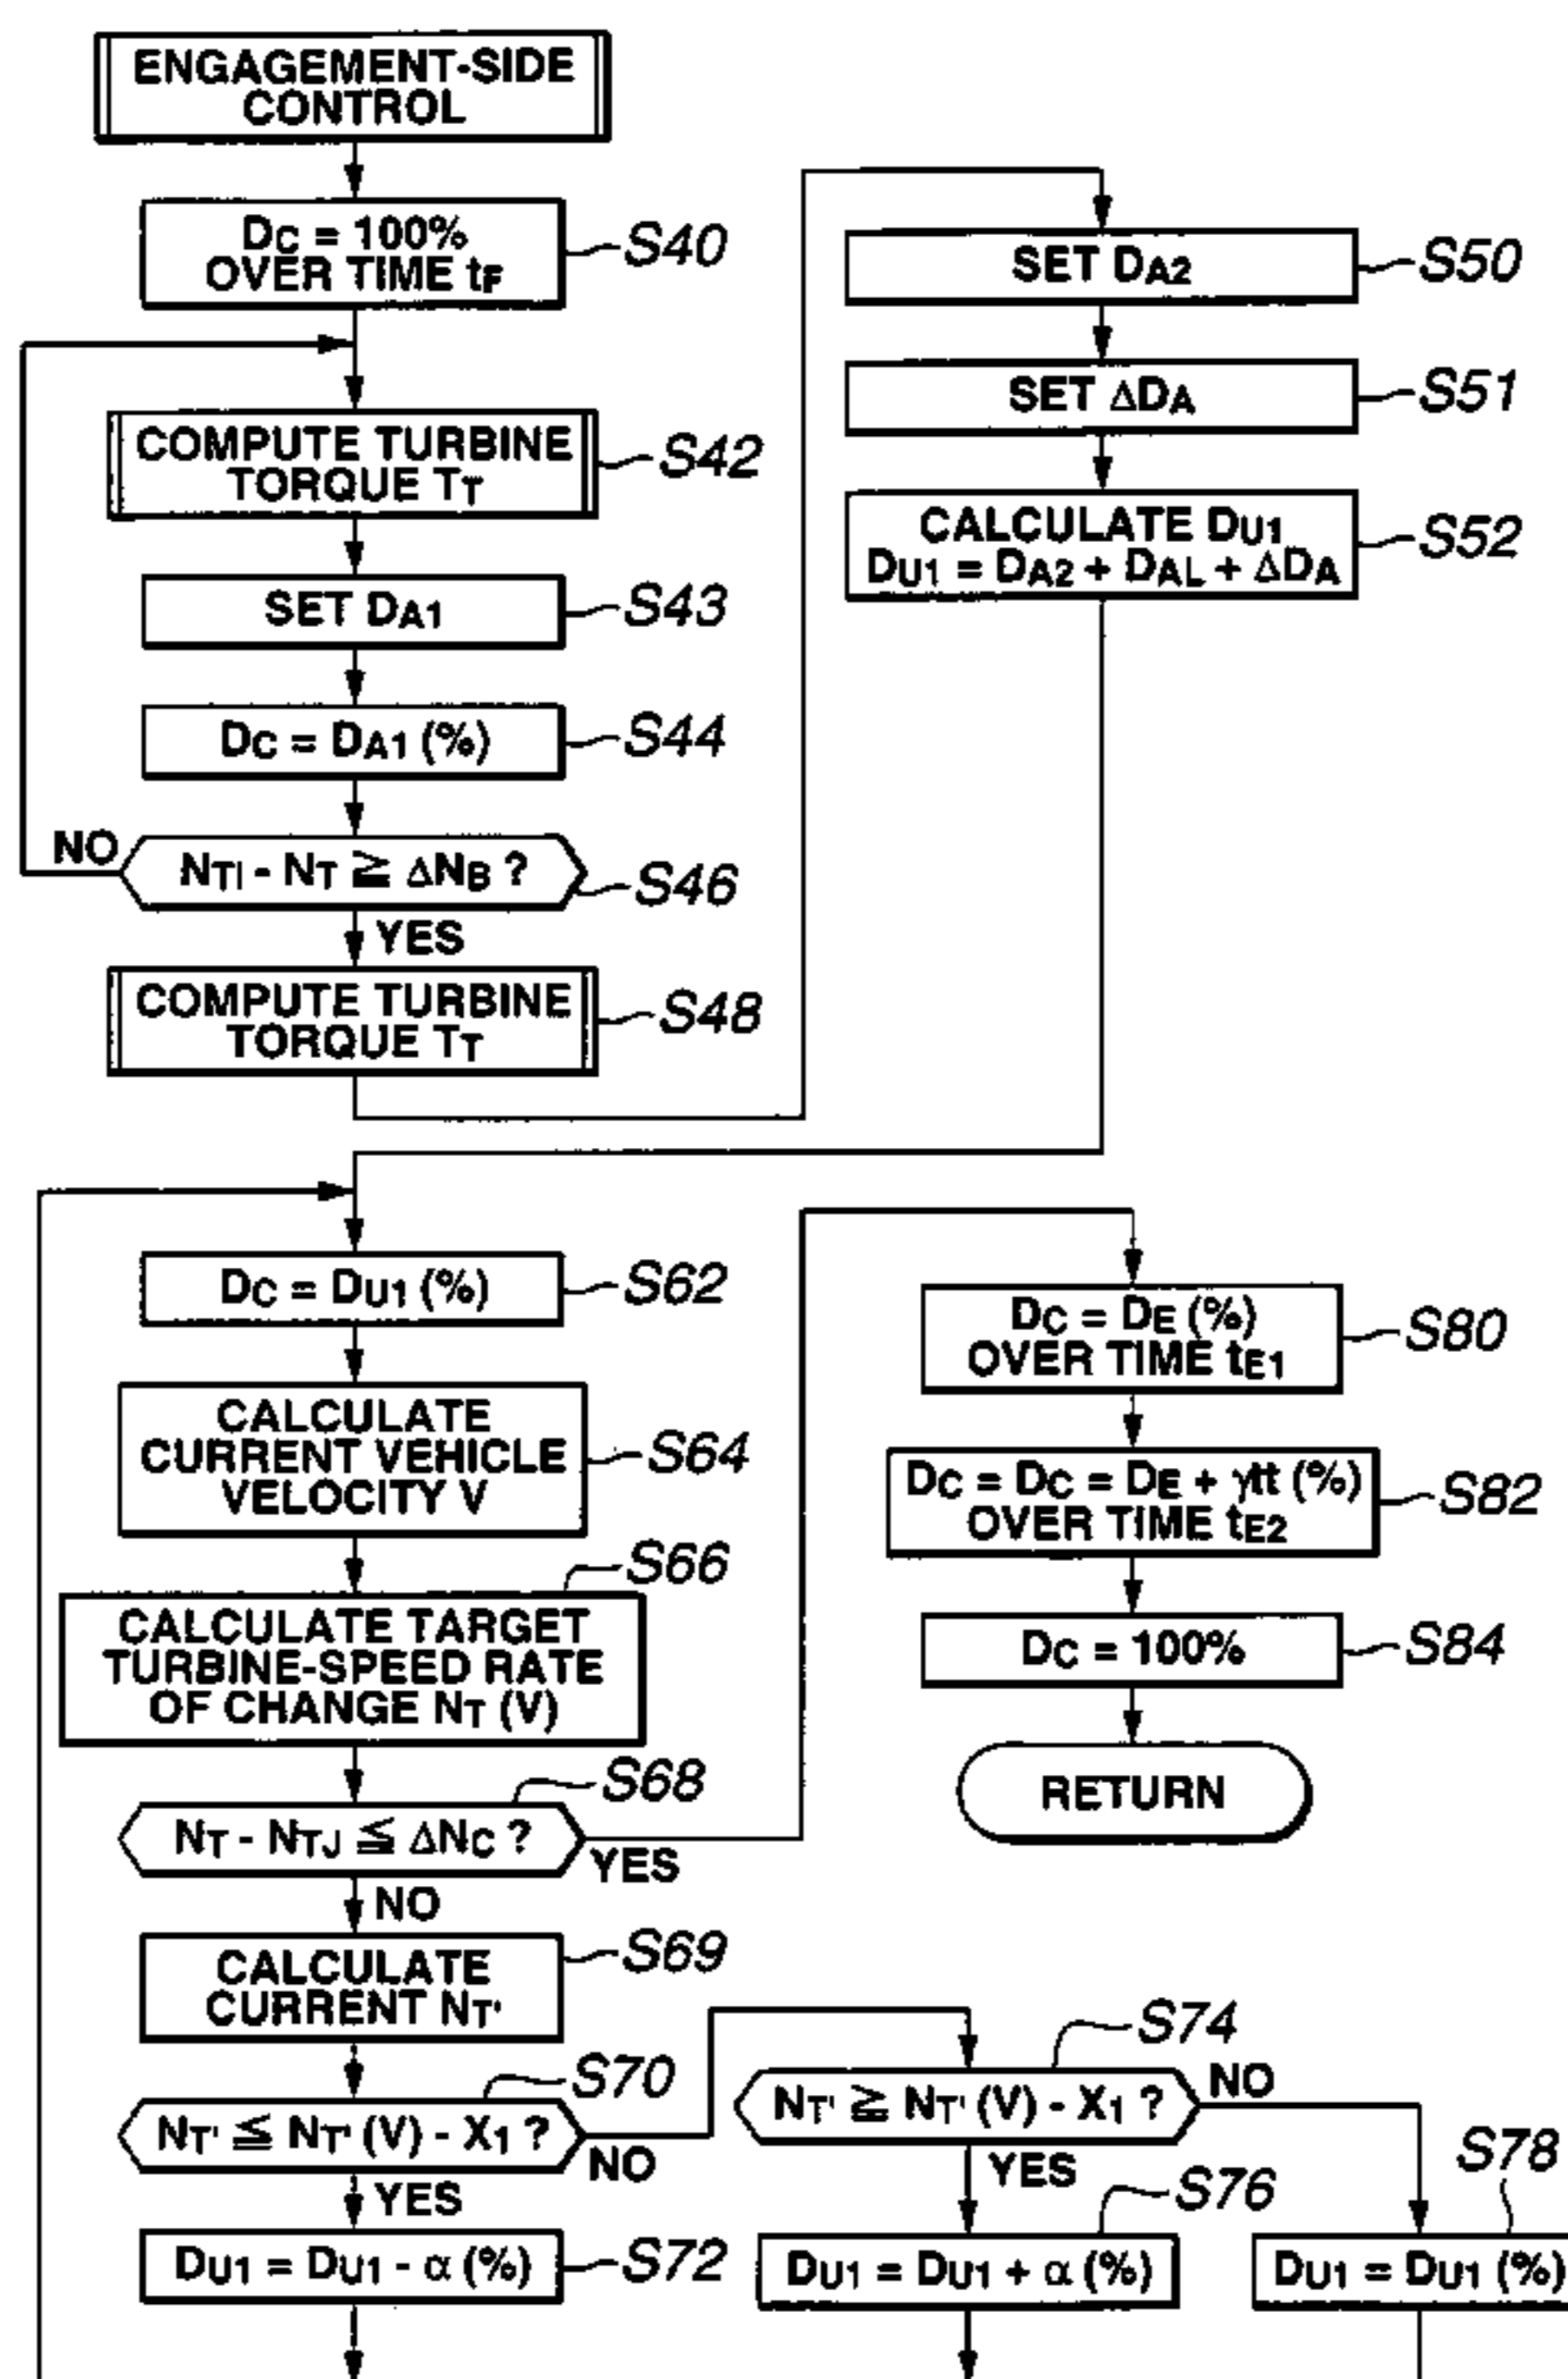 ENGAGEMENT-SIDE
CONTROL
DC = 100%
OVER TIME tF
S40
COMPUTE TURBINE
TORQUE TT
S42
SET DA1
S43
DC = DA1 (%)
S44
NTI - NT ≧ ΔNB ?
S46
NO
YES
COMPUTE TURBINE
TORQUE TT
S48
SET DA2
S50
SET ΔDA
S51
CALCULATE DU1
DU1 = DA2 + DAL + ΔDA
S52
DC = DU1 (%)
S62
CALCULATE
CURRENT VEHICLE
VELOCITY V
S64
CALCULATE TARGET
TURBINE-SPEED RATE
OF CHANGE NT (V)
S66
NT - NTJ ≦ ΔNC ?
S68
YES
NO
CALCULATE
CURRENT NT'
S69
NT' ≦ NT' (V) - X1 ?
S70
NO
YES
DU1 = DU1 - α (%)
S72
NT' ≧ NT' (V) - X1 ?
S74
NO
YES
DU1 = DU1 + α (%)
S76
DU1 = DU1 (%)
S78
DC = DE (%)
OVER TIME tE1
S80
DC = DC = DE + γtt (%)
OVER TIME tE2
S82
DC = 100%
S84
RETURN